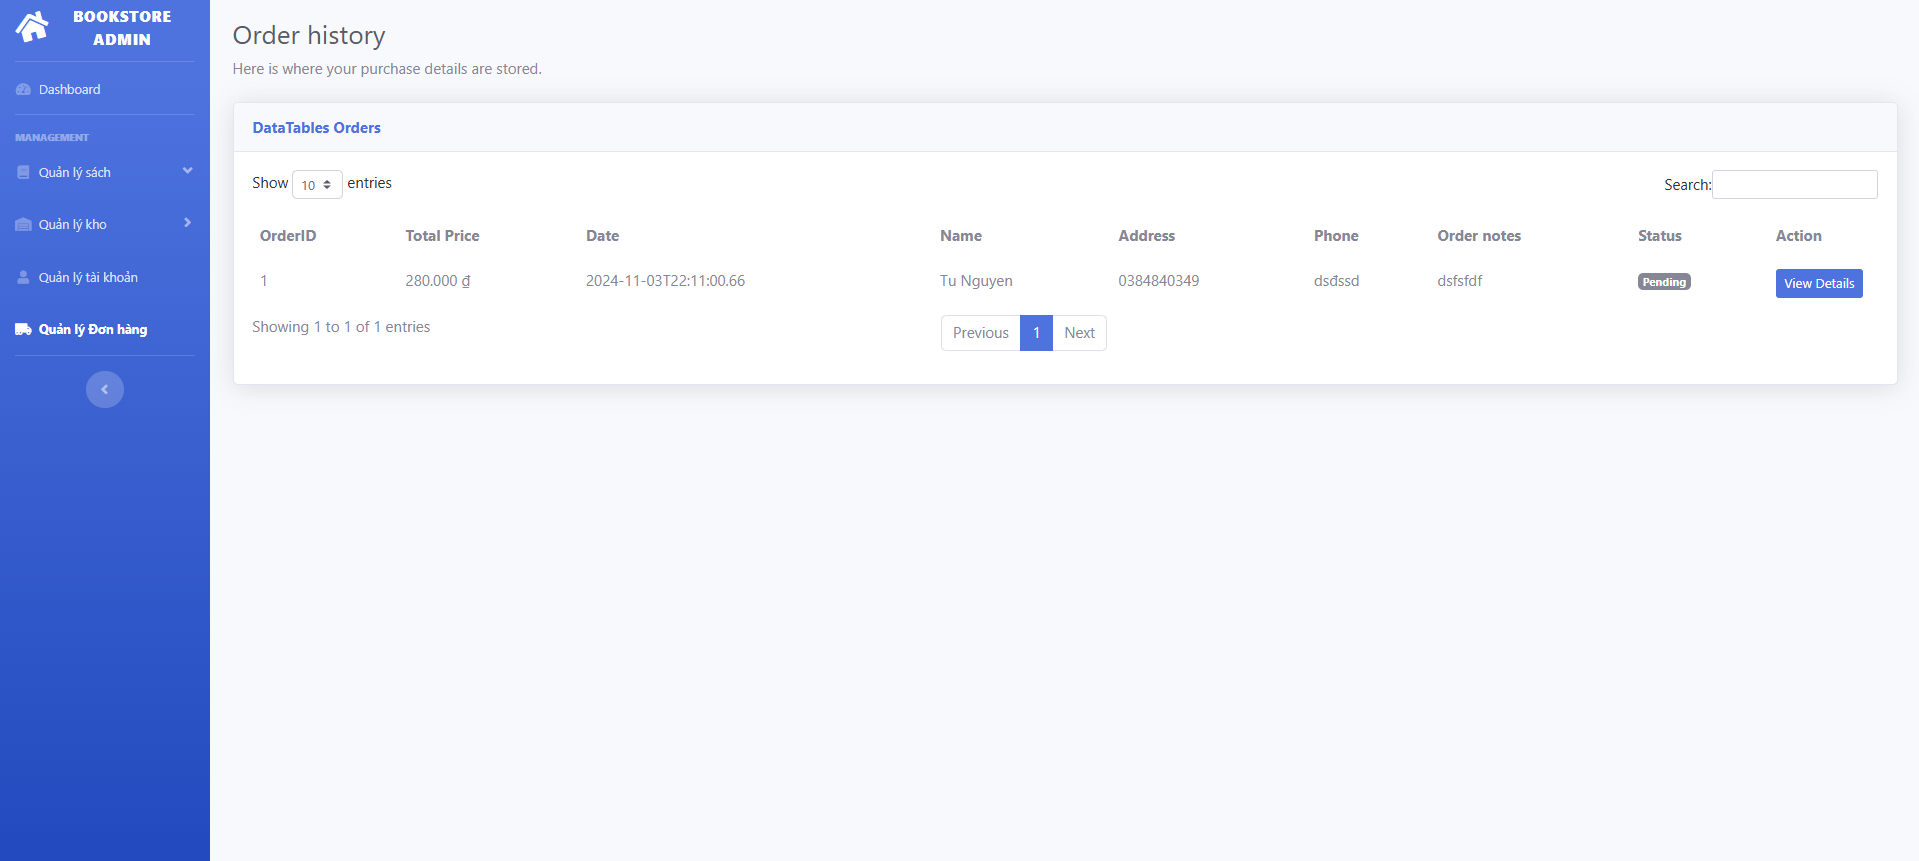 BOOKSTORE
ADMIN
Dashboard
MANAGEMENT
Quản lý sách
Quản lý kho
Quản lý tài khoản
Quản lý Đơn hàng
Order history
Here is where your purchase details are stored.
DataTables Orders
Show 10 entries
Search:
OrderID Total Price Date Name Address Phone Order notes Status Action
1 280.000 ₫ 2024-11-03T22:11:00.66 Tu Nguyen 0384840349 dsđssd dsfsfdf Pending View Details
Showing 1 to 1 of 1 entries
Previous 1 Next